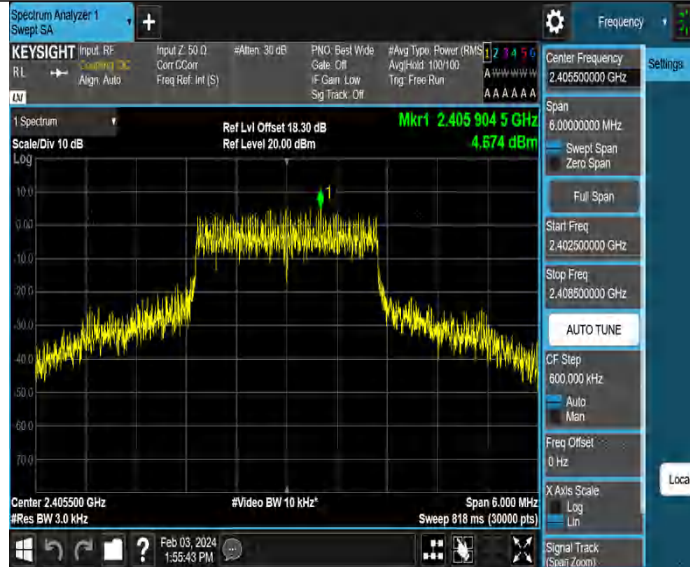 Spectrum Analyzer 1
Swept SA
+
Frequency
KEYSIGHT
RL
Input: RF
Coupling: DC
Align: Auto
Input Z: 50 Ω
Corr CCorr
Freq Ref: Int (S)
#Atten: 30 dB
PNO: Best Wide
Gate: Off
IF Gain: Low
Sig Track: Off
#Avg Type: Power (RMS
Avg|Hold: 100/100
Trig: Free Run
1 2 3 4 5 6
A W W W W W
A A A A A A
LXI
1 Spectrum
Scale/Div 10 dB
Log
Ref Lvl Offset 18.30 dB
Ref Level 20.00 dBm
Mkr1 2.405 904 5 GHz
4.674 dBm
1
10.0
0.00
-10.0
-20.0
-30.0
-40.0
-50.0
-60.0
-70.0
Center 2.405500 GHz
#Res BW 3.0 kHz
#Video BW 10 kHz*
Span 6.000 MHz
Sweep 818 ms (30000 pts)
?
Feb 03, 2024
1:55:43 PM
Center Frequency
2.405500000 GHz
Span
6.00000000 MHz
Swept Span
Zero Span
Full Span
Start Freq
2.402500000 GHz
Stop Freq
2.408500000 GHz
AUTO TUNE
CF Step
600.000 kHz
Auto
Man
Freq Offset
0 Hz
X Axis Scale
Log
Lin
Signal Track
(Span Zoom)
Settings
Loca